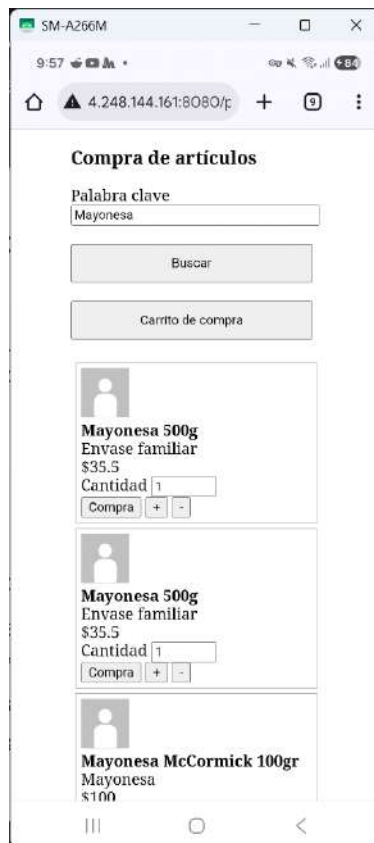 SM-A266M
9:57
84
4.248.144.161:8080/p
9
Compra de artículos
Palabra clave
Mayonesa
Buscar
Carrito de compra
Mayonesa 500g
Envase familiar
$35.5
Cantidad 1
Compra + -
Mayonesa 500g
Envase familiar
$35.5
Cantidad 1
Compra + -
Mayonesa McCormick 100gr
Mayonesa
$100